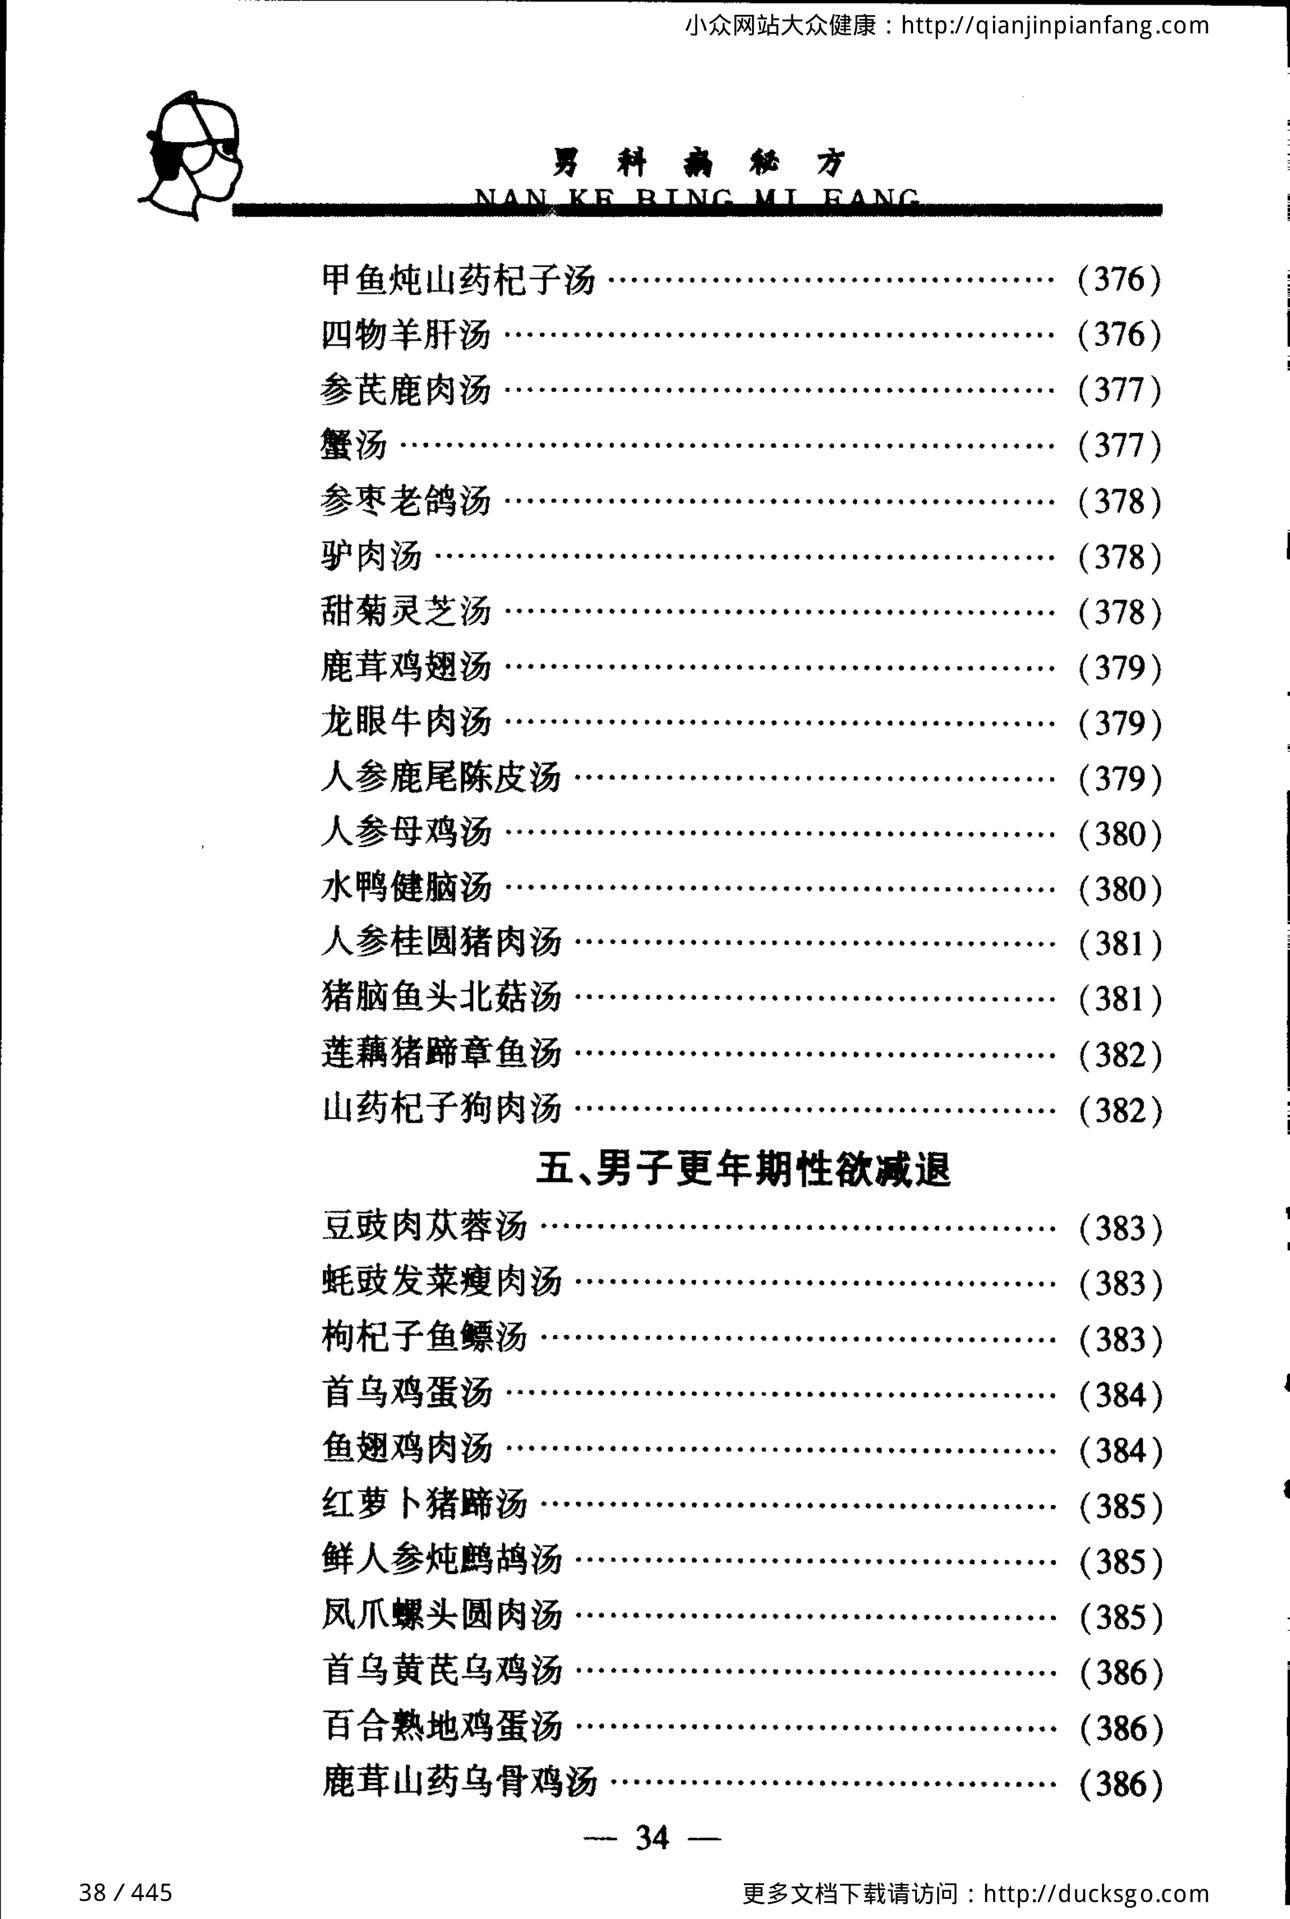 小众网站大众健康：http://qianjinpianfang.com
男科病秘方
NAN KE BING MI FANG
甲鱼炖山药杞子汤 …………………………………… (376)
四物羊肝汤 …………………………………… (376)
参芪鹿肉汤 …………………………………… (377)
蟹汤 …………………………………… (377)
参枣老鸽汤 …………………………………… (378)
驴肉汤 …………………………………… (378)
甜菊灵芝汤 …………………………………… (378)
鹿茸鸡翅汤 …………………………………… (379)
龙眼牛肉汤 …………………………………… (379)
人参鹿尾陈皮汤 …………………………………… (379)
人参母鸡汤 …………………………………… (380)
水鸭健脑汤 …………………………………… (380)
人参桂圆猪肉汤 …………………………………… (381)
猪脑鱼头北菇汤 …………………………………… (381)
莲藕猪蹄章鱼汤 …………………………………… (382)
山药杞子狗肉汤 …………………………………… (382)
五、男子更年期性欲减退
豆豉肉苁蓉汤 …………………………………… (383)
蚝豉发菜瘦肉汤 …………………………………… (383)
枸杞子鱼鳔汤 …………………………………… (383)
首乌鸡蛋汤 …………………………………… (384)
鱼翅鸡肉汤 …………………………………… (384)
红萝卜猪蹄汤 …………………………………… (385)
鲜人参炖鹧鸪汤 …………………………………… (385)
凤爪螺头圆肉汤 …………………………………… (385)
首乌黄芪乌鸡汤 …………………………………… (386)
百合熟地鸡蛋汤 …………………………………… (386)
鹿茸山药乌骨鸡汤 …………………………………… (386)
— 34 —
38 / 445
更多文档下载请访问：http://ducksgo.com